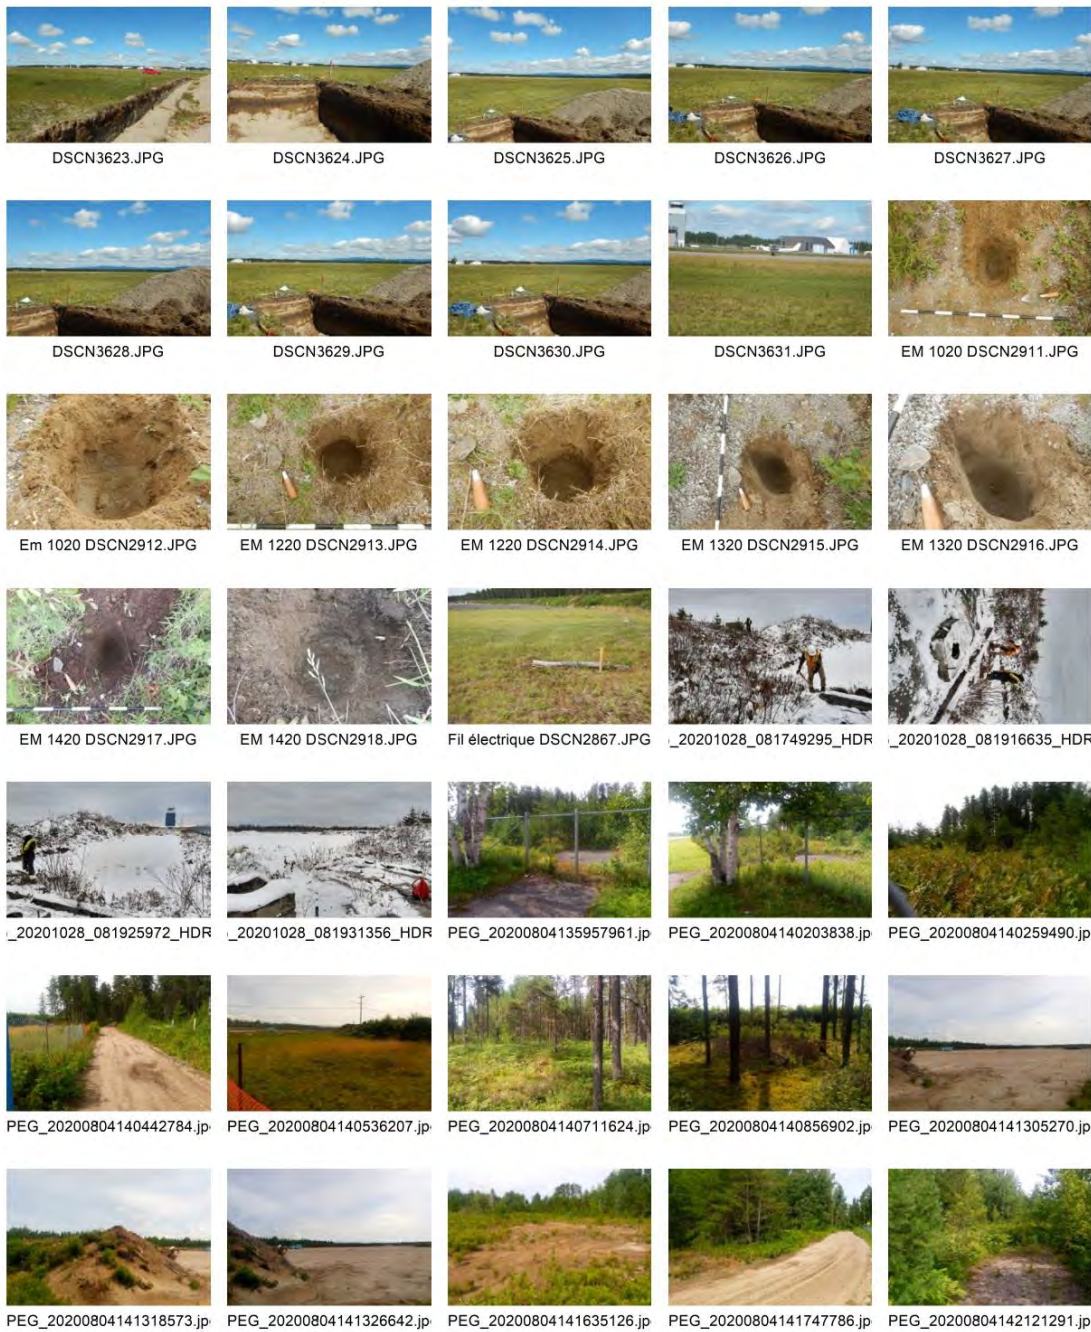 DSCN3623.JPG DSCN3624.JPG DSCN3625.JPG DSCN3626.JPG DSCN3627.JPG
DSCN3628.JPG DSCN3629.JPG DSCN3630.JPG DSCN3631.JPG EM 1020 DSCN2911.JPG
Em 1020 DSCN2912.JPG EM 1220 DSCN2913.JPG EM 1220 DSCN2914.JPG EM 1320 DSCN2915.JPG EM 1320 DSCN2916.JPG
EM 1420 DSCN2917.JPG EM 1420 DSCN2918.JPG Fil électrique DSCN2867.JPG _20201028_081749295_HDR _20201028_081916635_HDR
_20201028_081925972_HDR _20201028_081931356_HDR PEG_20200804135957961.jp PEG_20200804140203838.jp PEG_20200804140259490.jp
PEG_20200804140442784.jp PEG_20200804140536207.jp PEG_20200804140711624.jp PEG_20200804140856902.jp PEG_20200804141305270.jp
PEG_20200804141318573.jp PEG_20200804141326642.jp PEG_20200804141635126.jp PEG_20200804141747786.jp PEG_20200804142121291.jp